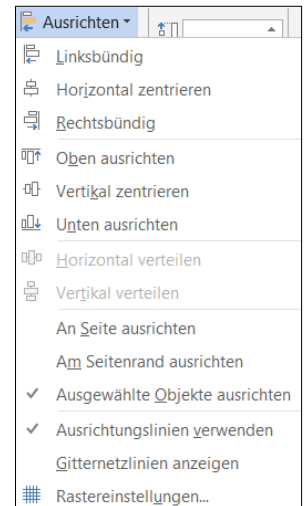 Ausrichten
Linksbündig
Horizontal zentrieren
Rechtsbündig
Oben ausrichten
Vertikal zentrieren
Unten ausrichten
Horizontal verteilen
Vertikal verteilen
An Seite ausrichten
Am Seitenrand ausrichten
Ausgewählte Objekte ausrichten
Ausrichtungslinien verwenden
Gitternetzlinien anzeigen
Rastereinstellungen...